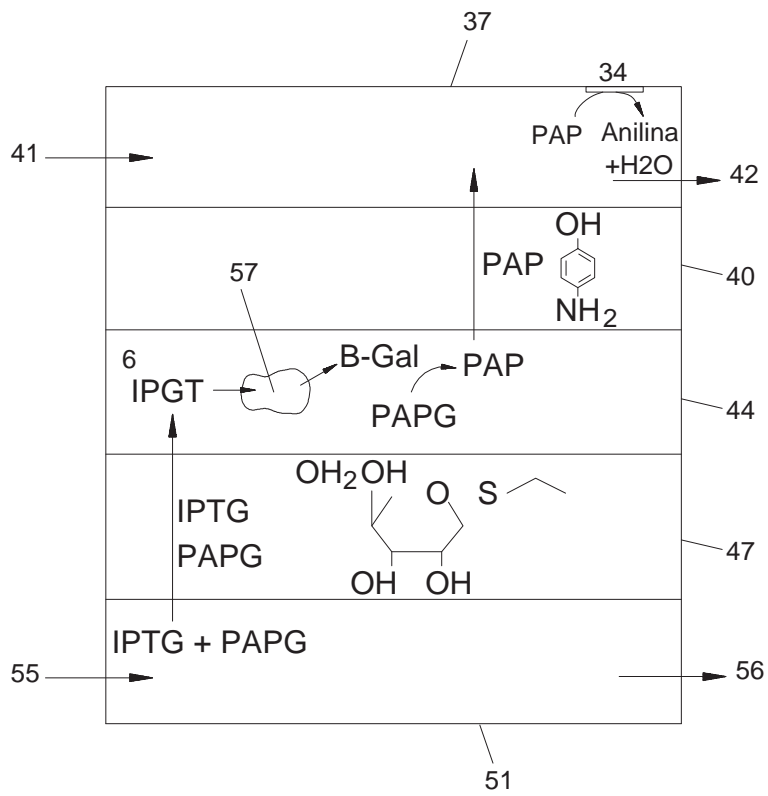 37
34
PAP Anilina
+H2O
41
42
OH
PAP
NH2
40
57
6
IPGT
B-Gal
PAP
PAPG
44
OH2OH
O
S
IPTG
PAPG
OH
OH
47
IPTG + PAPG
55
56
51